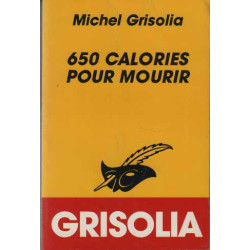 Michel Grisolia
650 CALORIES
POUR MOURIR
GRISOLIA